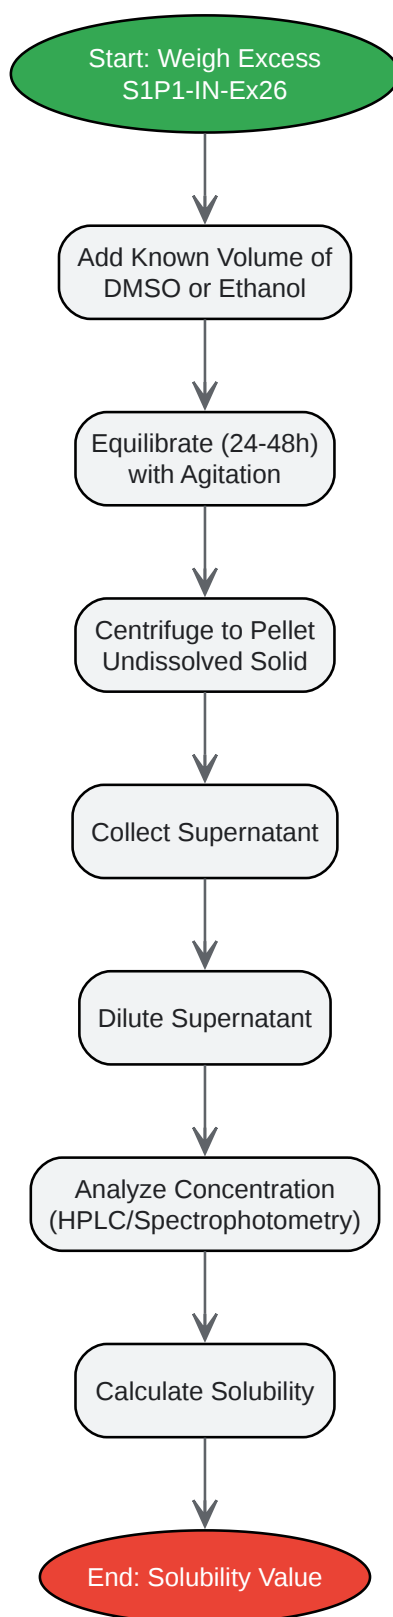 Start: Weigh Excess
S1P1-IN-Ex26
Add Known Volume of
DMSO or Ethanol
Equilibrate (24-48h)
with Agitation
Centrifuge to Pellet
Undissolved Solid
Collect Supernatant
Dilute Supernatant
Analyze Concentration
(HPLC/Spectrophotometry)
Calculate Solubility
End: Solubility Value